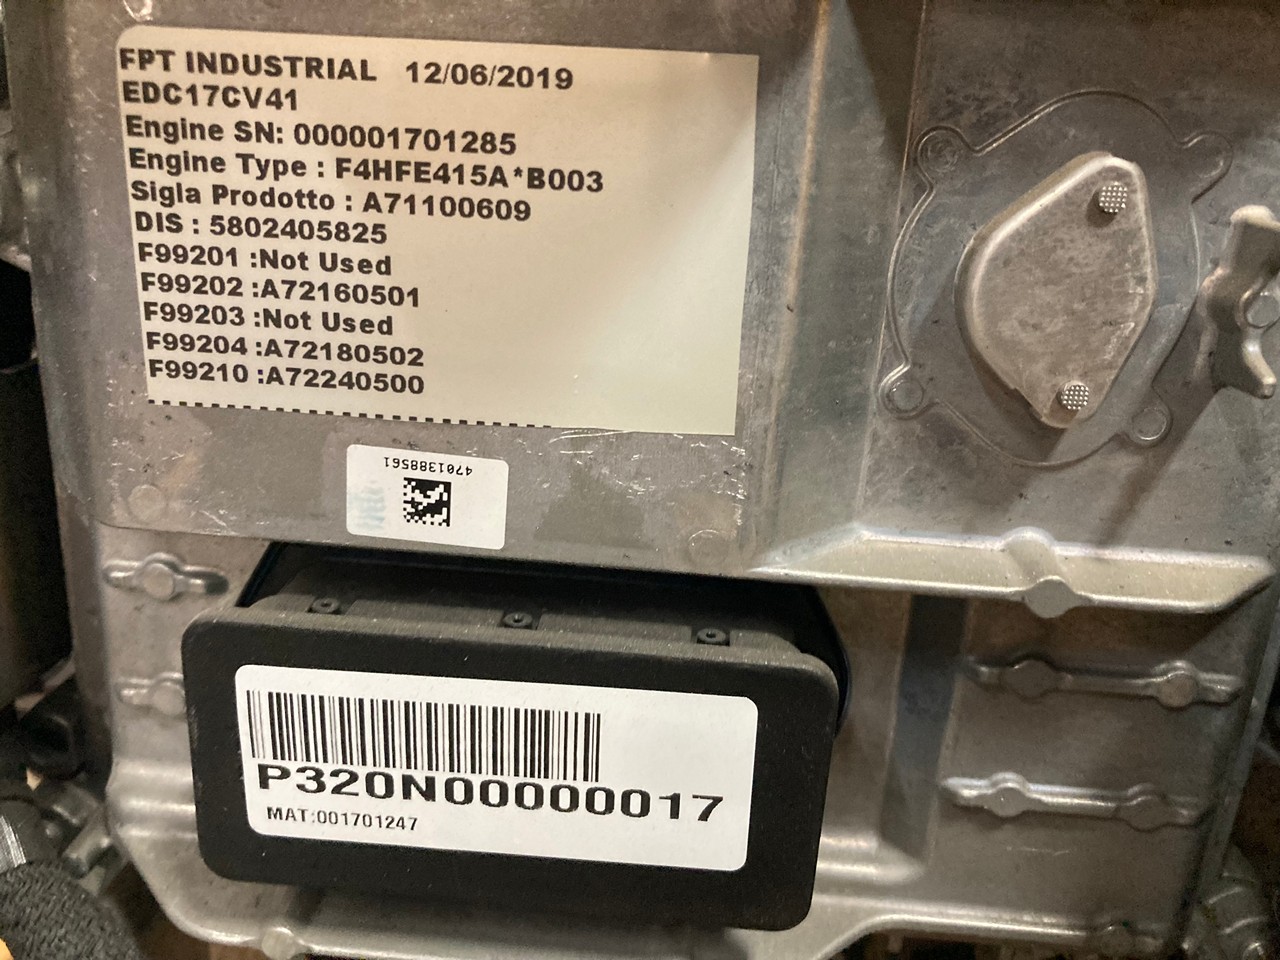 FPT INDUSTRIAL 12/06/2019
EDC17CV41
Engine SN: 000001701285
Engine Type : F4HFE415A*B003
Sigla Prodotto : A71100609
DIS : 5802405825
F99201 :Not Used
F99202 :A72160501
F99203 :Not Used
F99204 :A72180502
F99210 :A72240500
4701388561
P320N00000017
MAT:001701247